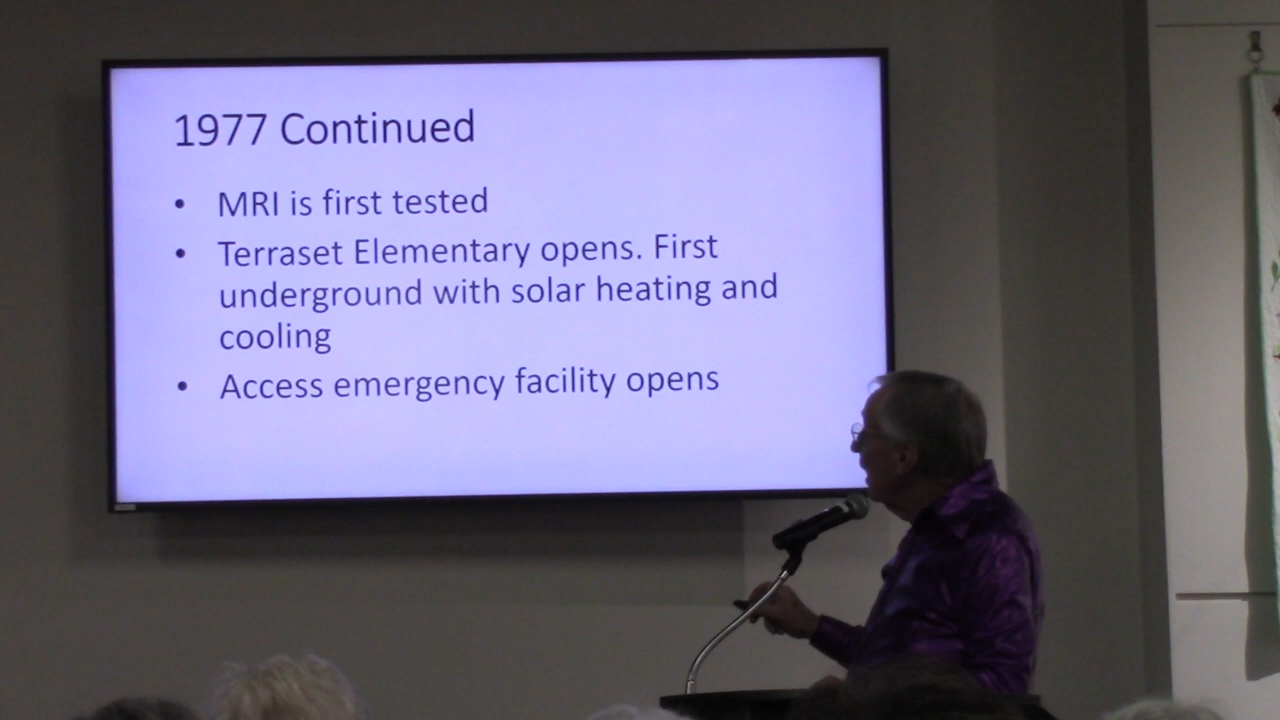 1977 Continued
• MRI is first tested
• Terraset Elementary opens. First
underground with solar heating and
cooling
• Access emergency facility opens